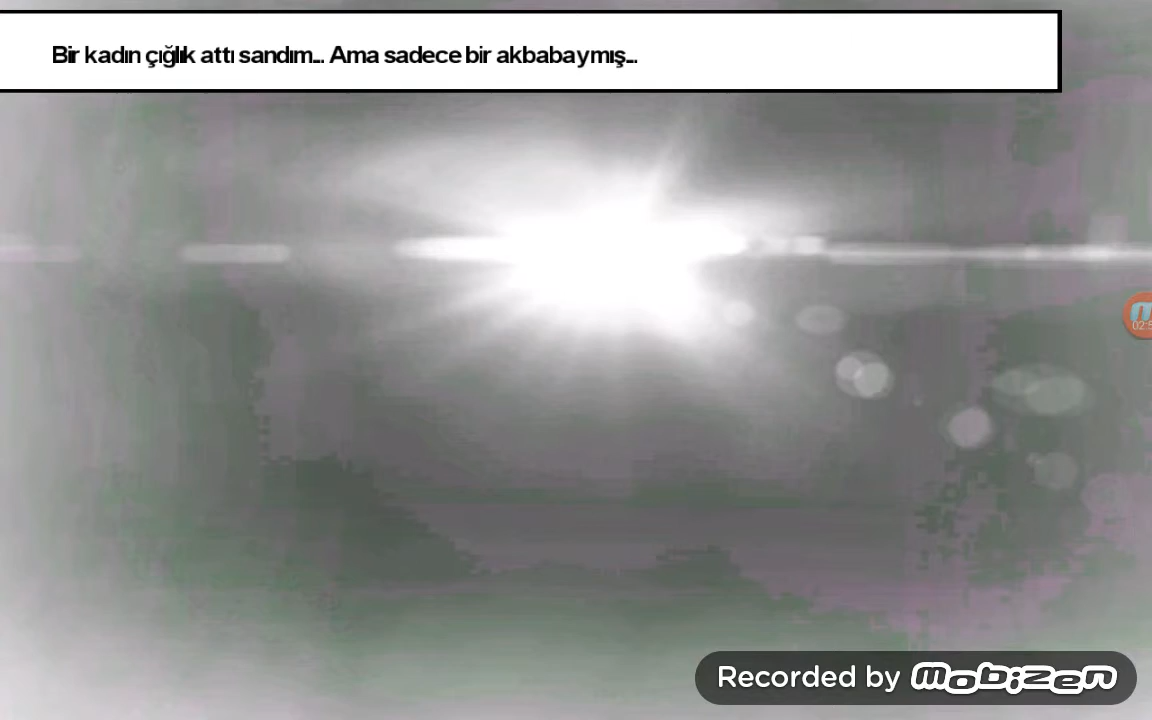 Bir kadın çığlık attı sandım... Ama sadece bir akbabaymış...
Recorded by mobizen